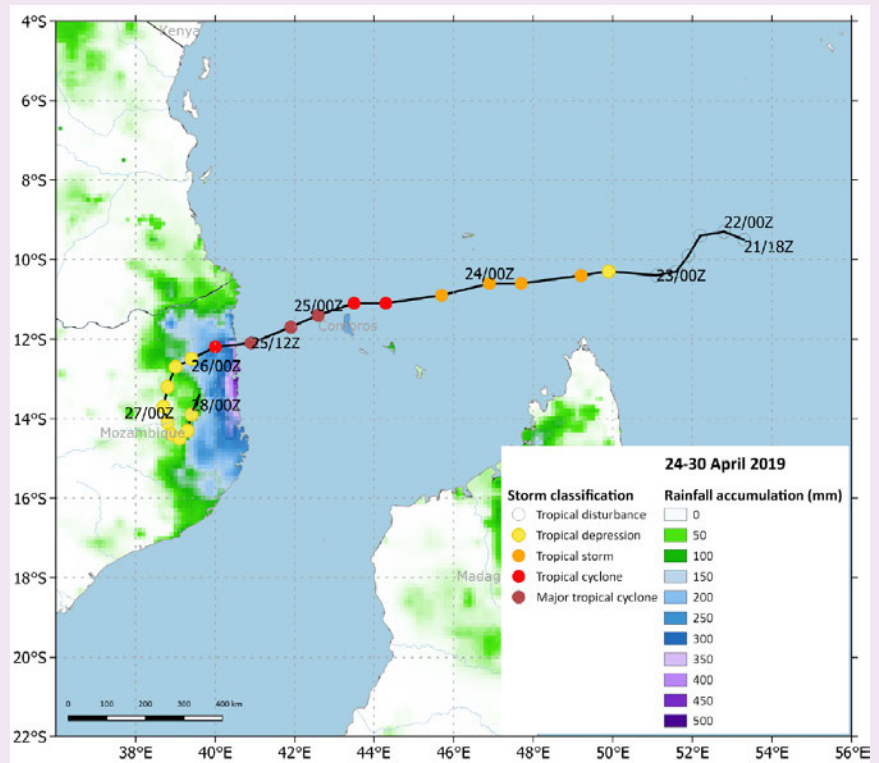 4°S
Kenya
6°S
8°S
22/00Z
21/18Z
10°S
24/00Z
23/00Z
25/00Z
Comoros
12°S
25/12Z
26/00Z
28/00Z
14°S
27/00Z
Mozambique
16°S
18°S
Madag
20°S
22°S
0 100 200 300 400 km
38°E 40°E 42°E 44°E 46°E 48°E 50°E 52°E 54°E 56°E
24-30 April 2019
Storm classification
Tropical disturbance
Tropical depression
Tropical storm
Tropical cyclone
Major tropical cyclone
Rainfall accumulation (mm)
0
50
100
150
200
250
300
350
400
450
500